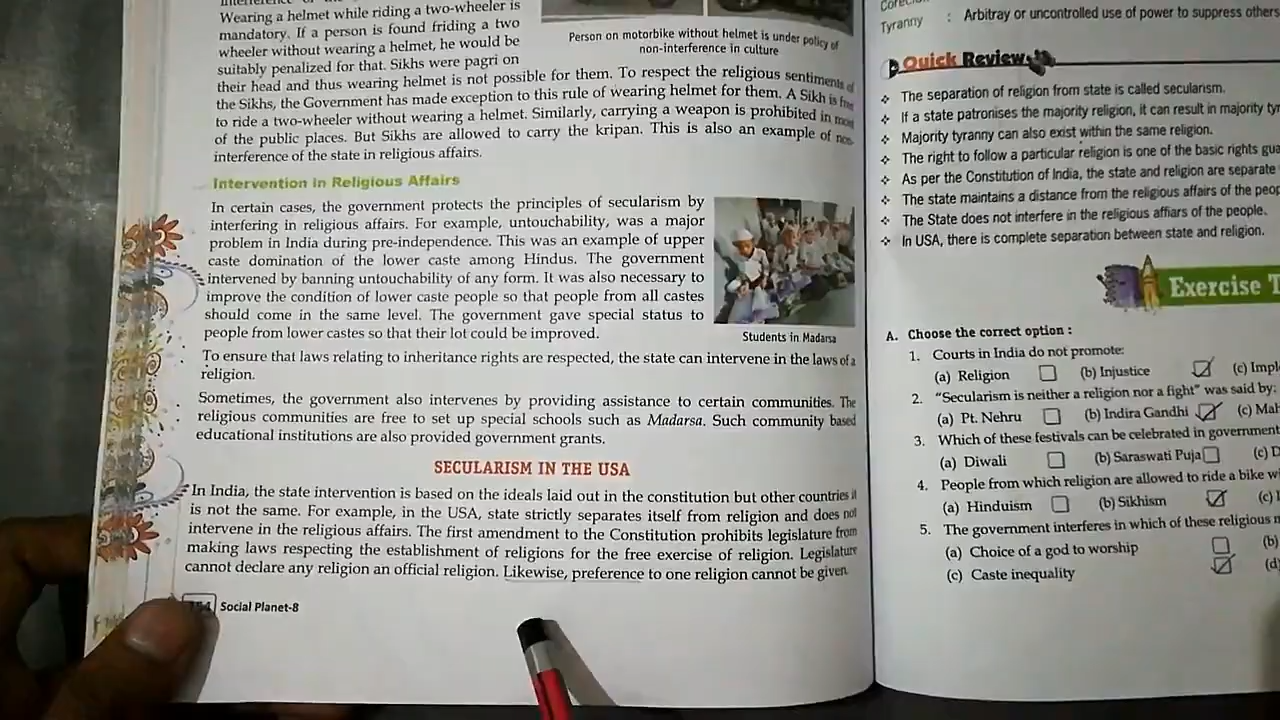 Wearing a helmet while riding a two-wheeler is
mandatory. If a person is found friding a two
wheeler without wearing a helmet, he would be
suitably penalized for that. Sikhs were pagri on
their head and thus wearing helmet is not possible for them. To respect the religious sentiments of
the Sikhs, the Government has made exception to this rule of wearing helmet for them. A Sikh is free
to ride a two-wheeler without wearing a helmet. Similarly, carrying a weapon is prohibited in most
of the public places. But Sikhs are allowed to carry the kripan. This is also an example of non-
interference of the state in religious affairs.
Person on motorbike without helmet is under policy of
non-interference in culture
Intervention in Religious Affairs
In certain cases, the government protects the principles of secularism by
interfering in religious affairs. For example, untouchability, was a major
problem in India during pre-independence. This was an example of upper
caste domination of the lower caste among Hindus. The government
intervened by banning untouchability of any form. It was also necessary to
improve the condition of lower caste people so that people from all castes
should come in the same level. The government gave special status to
people from lower castes so that their lot could be improved.
Students in Madarsa
To ensure that laws relating to inheritance rights are respected, the state can intervene in the laws of a
religion.
Sometimes, the government also intervenes by providing assistance to certain communities. The
religious communities are free to set up special schools such as Madarsa. Such community based
educational institutions are also provided government grants.
SECULARISM IN THE USA
In India, the state intervention is based on the ideals laid out in the constitution but other countries it
is not the same. For example, in the USA, state strictly separates itself from religion and does not
intervene in the religious affairs. The first amendment to the Constitution prohibits legislature from
making laws respecting the establishment of religions for the free exercise of religion. Legislature
cannot declare any religion an official religion. Likewise, preference to one religion cannot be given.
Social Planet-8
Tyranny : Arbitray or uncontrolled use of power to suppress others
Quick Review
The separation of religion from state is called secularism.
If a state patronises the majority religion, it can result in majority
Majority tyranny can also exist within the same religion.
The right to follow a particular religion is one of the basic rights
As per the Constitution of India, the state and religion are separate
The state maintains a distance from the religious affairs of the
The State does not interfere in the religious affiars of the people.
In USA, there is complete separation between state and religion.
Exercise
A. Choose the correct option :
1. Courts in India do not promote:
(a) Religion (b) Injustice (c)
2. "Secularism is neither a religion nor a fight" was said by:
(a) Pt. Nehru (b) Indira Gandhi (c)
3. Which of these festivals can be celebrated in government
(a) Diwali (b) Saraswati Puja (c)
4. People from which religion are allowed to ride a bike
(a) Hinduism (b) Sikhism (c)
5. The government interferes in which of these religious
(a) Choice of a god to worship (b)
(c) Caste inequality (d)